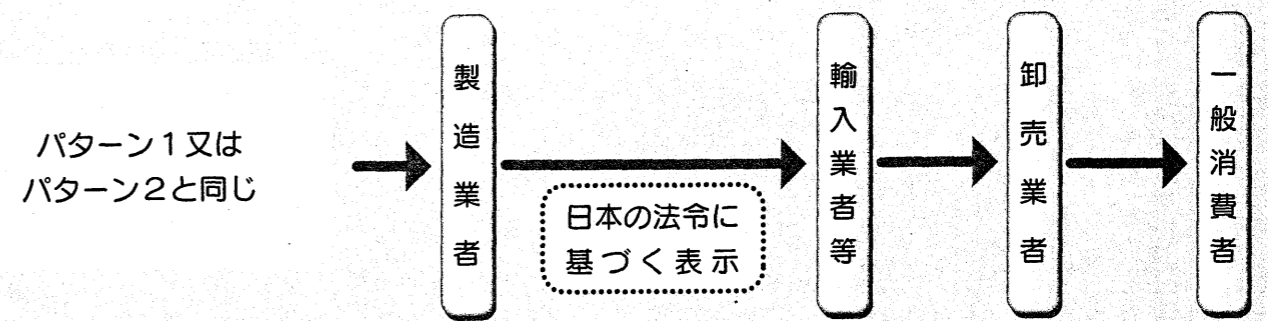 パターン1又は
パターン2と同じ
製造業者
日本の法令に
基づく表示
輸入業者等
卸売業者
一般消費者